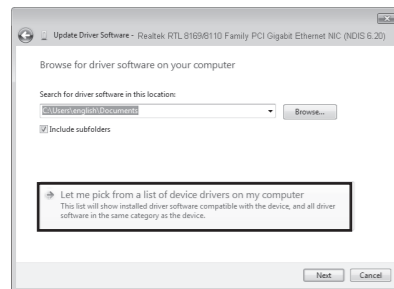 Update Driver Software - Realtek RTL 8169/8110 Family PCI Gigabit Ethernet NIC (NDIS 6.20)
Browse for driver software on your computer
Search for driver software in this location:
C:\Users\english\Documents
Browse...
Include subfolders
Let me pick from a list of device drivers on my computer
This list will show installed driver software compatible with the device, and all driver
software in the same category as the device.
Next
Cancel